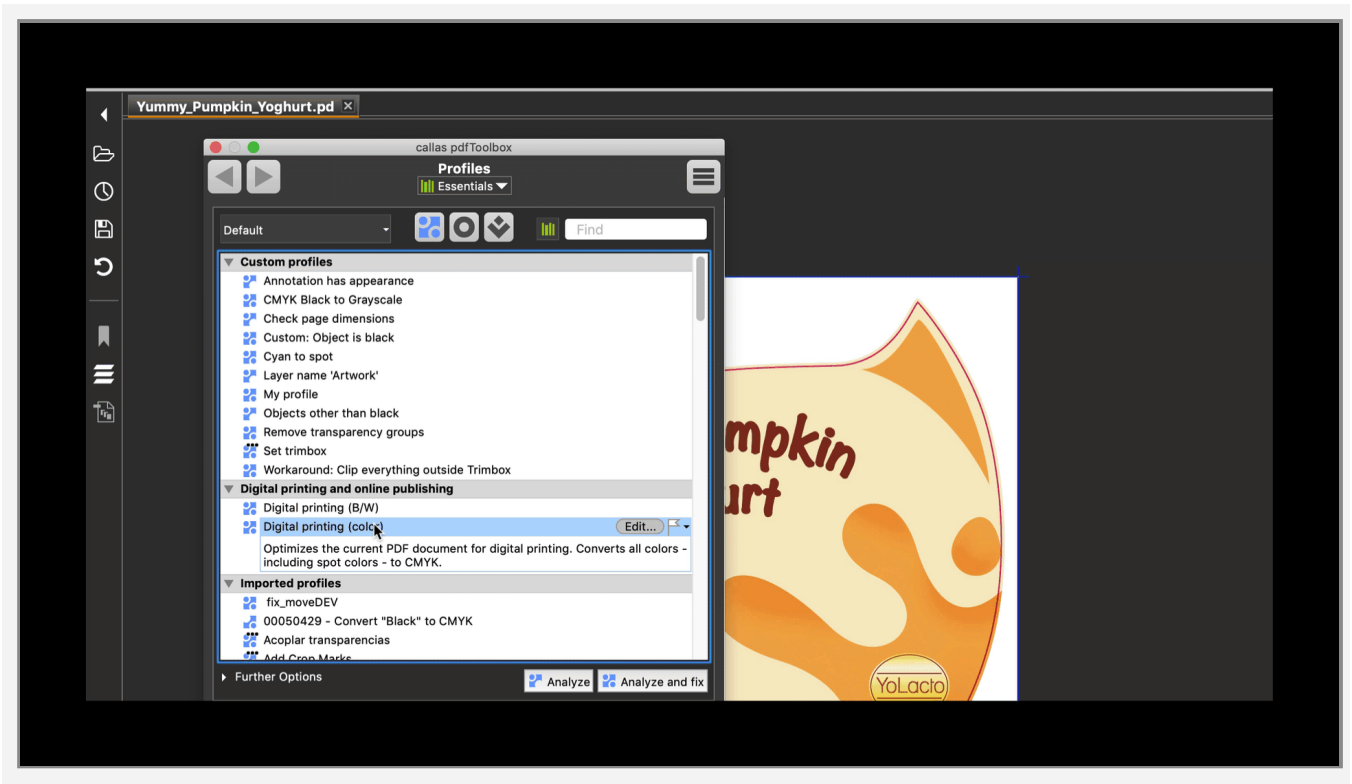 Yummy_Pumpkin_Yoghurt.pd
callas pdfToolbox
Profiles
Essentials
Default
Find
Custom profiles
Annotation has appearance
CMYK Black to Grayscale
Check page dimensions
Custom: Object is black
Cyan to spot
Layer name 'Artwork'
My profile
Objects other than black
Remove transparency groups
Set trimbox
Workaround: Clip everything outside Trimbox
Digital printing and online publishing
Digital printing (B/W)
Digital printing (color)
Edit...
Optimizes the current PDF document for digital printing. Converts all colors -
including spot colors - to CMYK.
Imported profiles
fix_moveDEV
00050429 - Convert "Black" to CMYK
Acoplar transparencias
Add Crop Marks
Further Options
Analyze
Analyze and fix
mpkin
urt
YoLacto